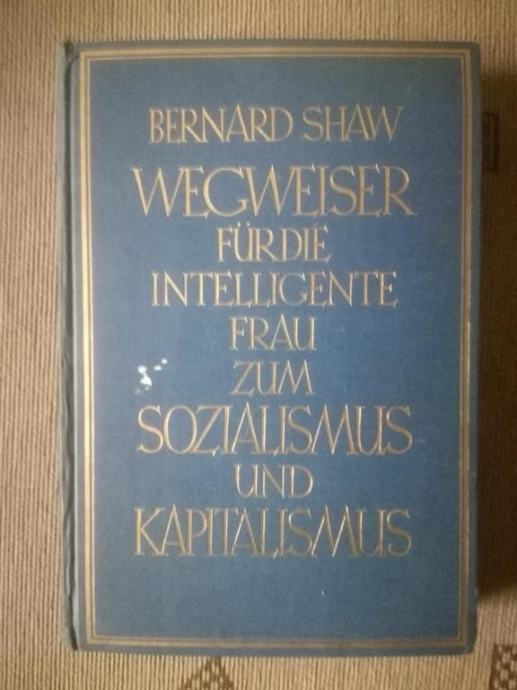 BERNARD SHAW
WEGWEISER
FÜR DIE
INTELLIGENTE
FRAU
ZUM
SOZIALISMUS
UND
KAPITALISMUS